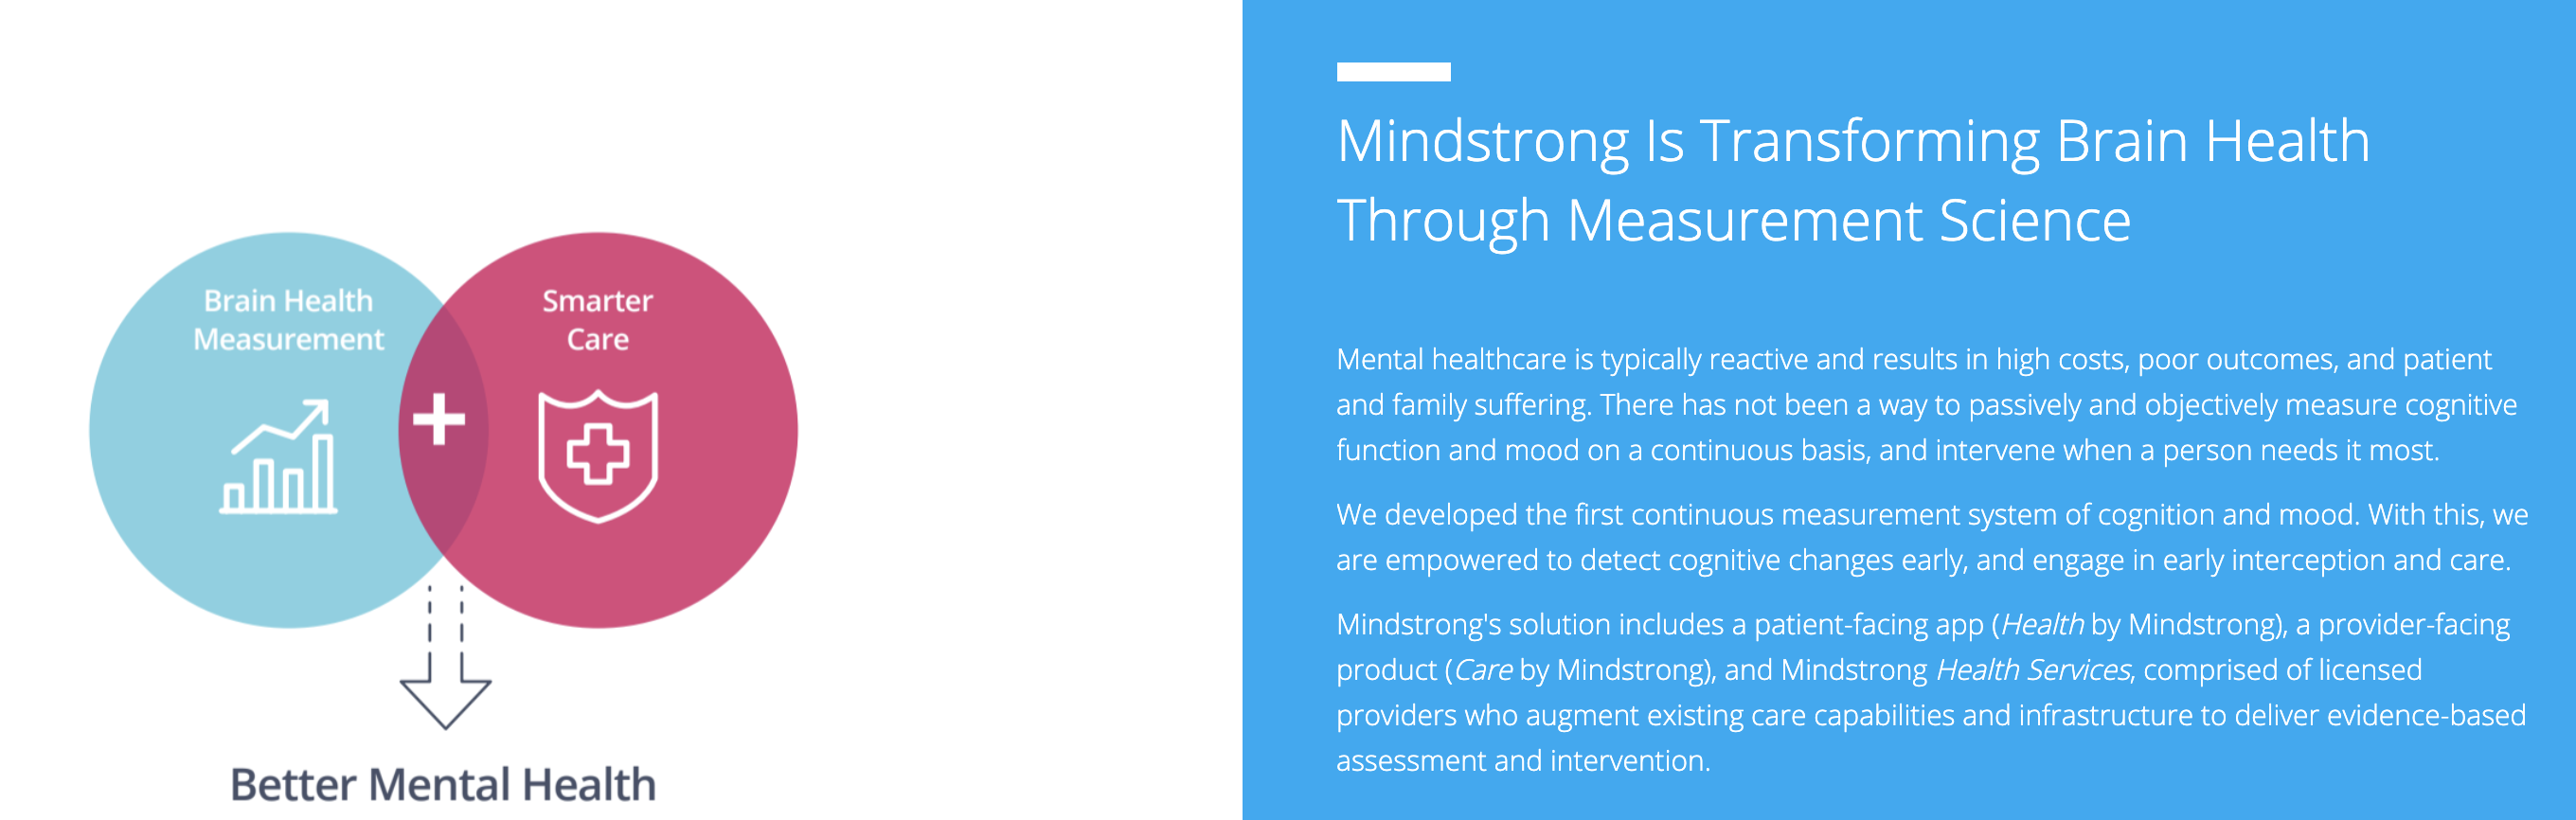 Brain Health
Measurement
Smarter
Care
+
Better Mental Health
Mindstrong Is Transforming Brain Health
Through Measurement Science
Mental healthcare is typically reactive and results in high costs, poor outcomes, and patient
and family suffering. There has not been a way to passively and objectively measure cognitive
function and mood on a continuous basis, and intervene when a person needs it most.
We developed the first continuous measurement system of cognition and mood. With this, we
are empowered to detect cognitive changes early, and engage in early interception and care.
Mindstrong's solution includes a patient-facing app (Health by Mindstrong), a provider-facing
product (Care by Mindstrong), and Mindstrong Health Services, comprised of licensed
providers who augment existing care capabilities and infrastructure to deliver evidence-based
assessment and intervention.